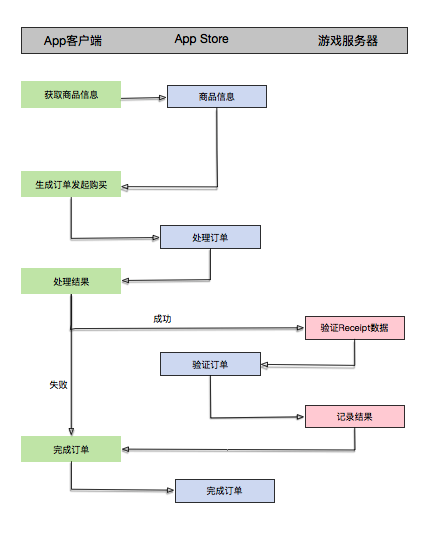 App客户端
App Store
游戏服务器
获取商品信息
商品信息
生成订单发起购买
处理订单
处理结果
成功
验证Receipt数据
验证订单
失败
记录结果
完成订单
完成订单